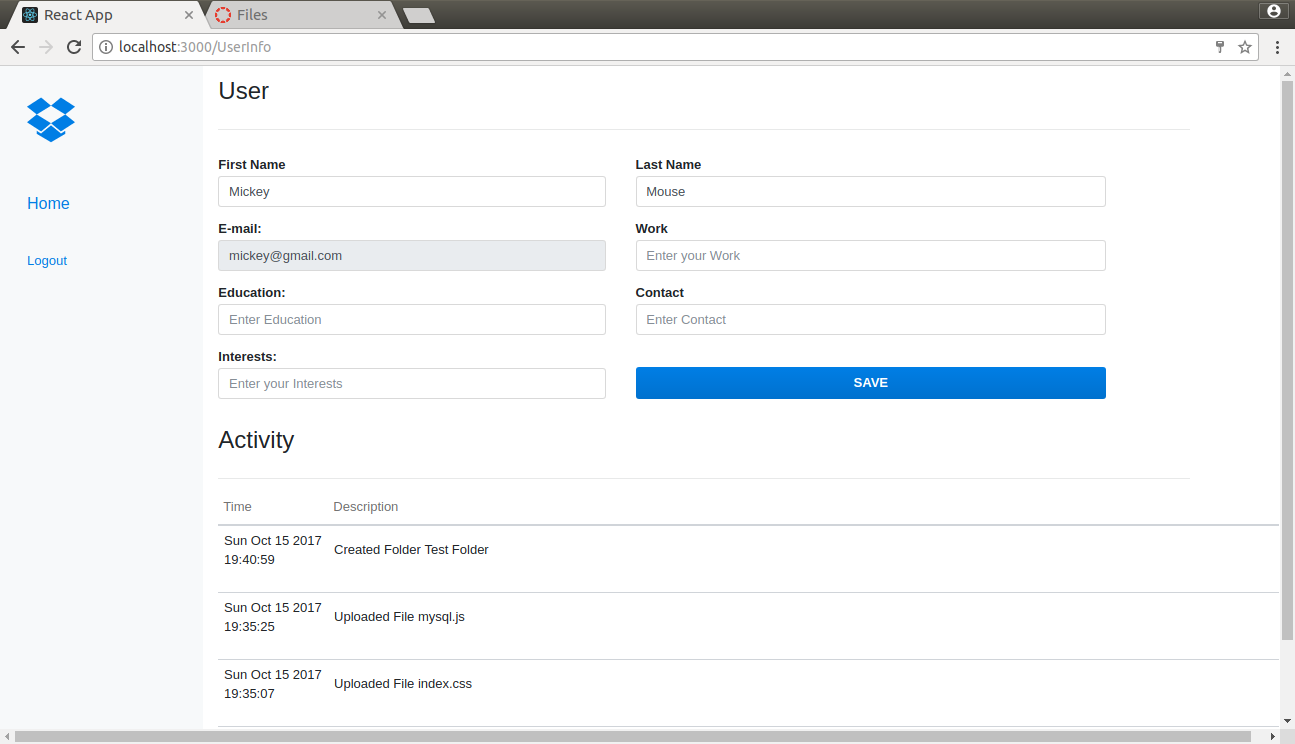 React App
Files
localhost:3000/UserInfo
User
Home
Logout
First Name
Last Name
Mickey
Mouse
E-mail:
Work
mickey@gmail.com
Enter your Work
Education:
Contact
Enter Education
Enter Contact
Interests:
Enter your Interests
SAVE
Activity
Time Description
Sun Oct 15 2017
19:40:59
Created Folder Test Folder
Sun Oct 15 2017
19:35:25
Uploaded File mysql.js
Sun Oct 15 2017
19:35:07
Uploaded File index.css